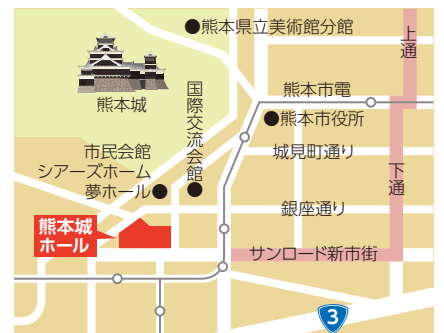 ●熊本県立美術館分館
上通
熊本城
国際交流会館
熊本市電
●熊本市役所
市民会館
シアーズホーム
夢ホール●
城見町通り
下通
銀座通り
熊本城
ホール
サンロード新市街
3